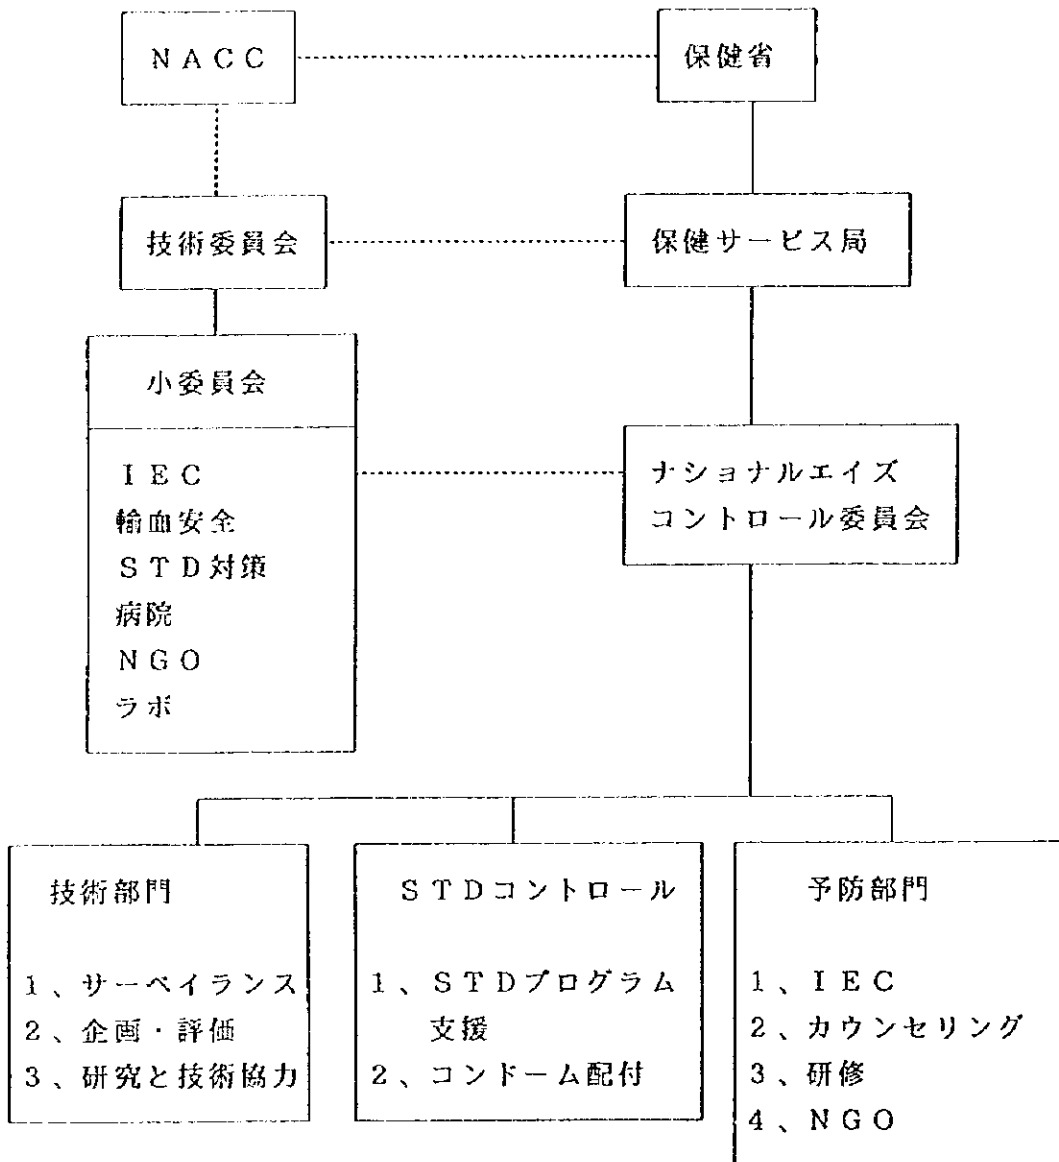 ＮＡＣＣ
保健省
技術委員会
保健サービス局
小委員会
ＩＥＣ
輸血安全
ＳＴＤ対策
病院
ＮＧＯ
ラボ
ナショナルエイズ
コントロール委員会
技術部門
1、サーベイランス
2、企画・評価
3、研究と技術協力
ＳＴＤコントロール
1、ＳＴＤプログラム
支援
2、コンドーム配付
予防部門
1、ＩＥＣ
2、カウンセリング
3、研修
4、ＮＧＯ